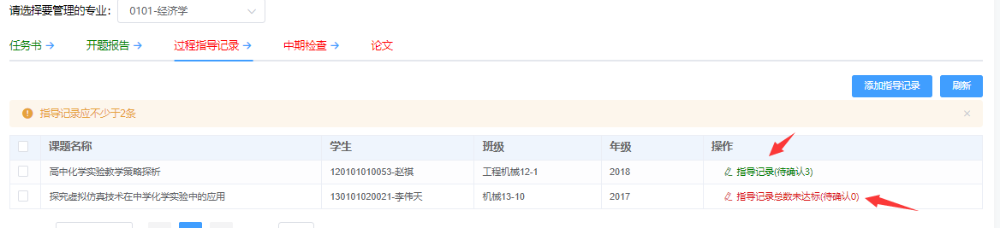 请选择要管理的专业： 0101-经济学
任务书 开题报告 过程指导记录 中期检查 论文
添加指导记录 刷新
指导记录应不少于2条
课题名称 学生 班级 年级 操作
高中化学实验教学策略探析 120101010053-赵祺 工程机械12-1 2018 指导记录(待确认3)
探究虚拟仿真技术在中学化学实验中的应用 130101020021-李伟天 机械13-10 2017 指导记录总数未达标(待确认0)